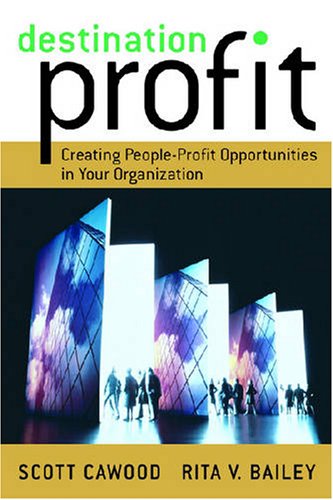 destination
profit
Creating People-Profit Opportunities
in Your Organization
SCOTT CAWOOD RITA V. BAILEY